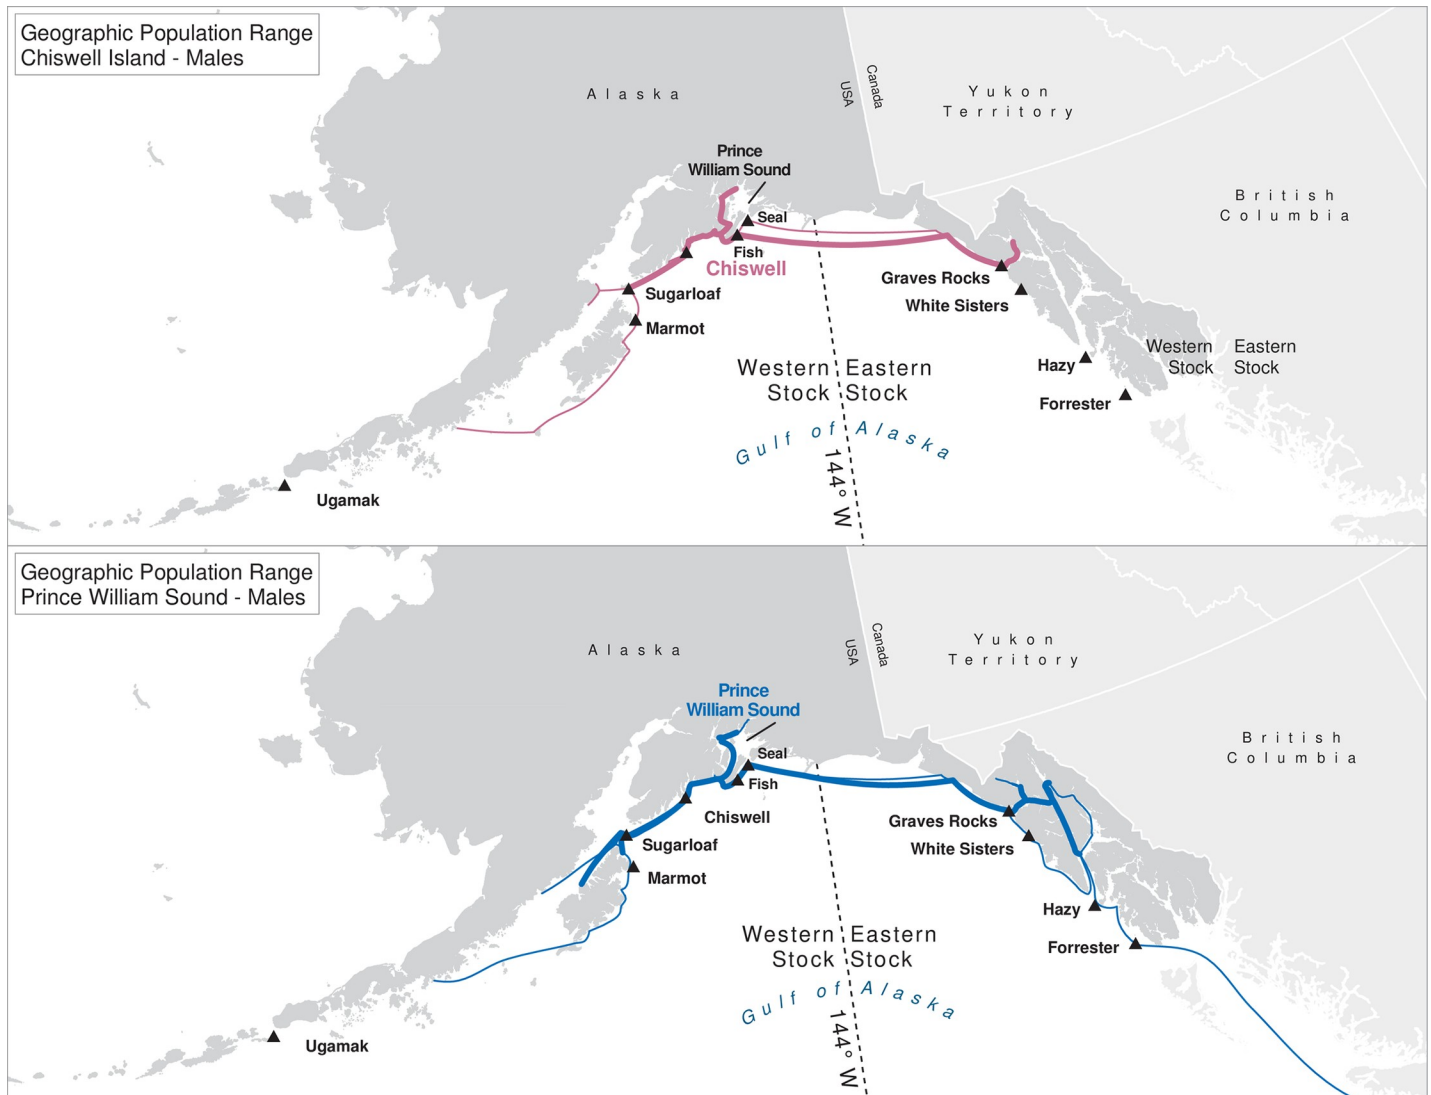 Geographic Population Range
Chiswell Island - Males
Alaska
USA
Canada
Yukon
Territory
British
Columbia
Prince
William Sound
Seal
Fish
Chiswell
Sugarloaf
Marmot
Graves Rocks
White Sisters
Hazy
Forrester
Western
Stock
Eastern
Stock
Western
Stock
Eastern
Stock
Gulf of Alaska
144° W
Ugamak
Geographic Population Range
Prince William Sound - Males
Alaska
USA
Canada
Yukon
Territory
British
Columbia
Prince
William Sound
Seal
Fish
Chiswell
Sugarloaf
Marmot
Graves Rocks
White Sisters
Hazy
Forrester
Western
Stock
Eastern
Stock
Gulf of Alaska
144° W
Ugamak